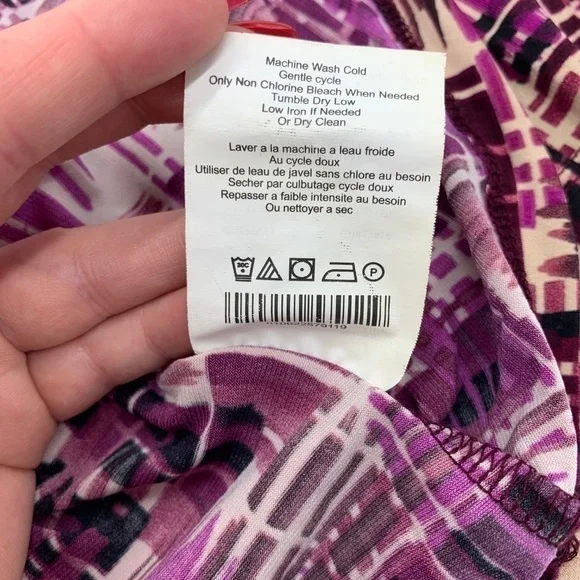 Machine Wash Cold
Gentle cycle
Only Non Chlorine Bleach When Needed
Tumble Dry Low
Low Iron If Needed
Or Dry Clean
Laver a la machine a leau froide
Au cycle doux
Utiliser de leau de javel sans chlore au besoin
Secher par culbutage cycle doux
Repasser a faible intensite au besoin
Ou nettoyer a sec
30C
P